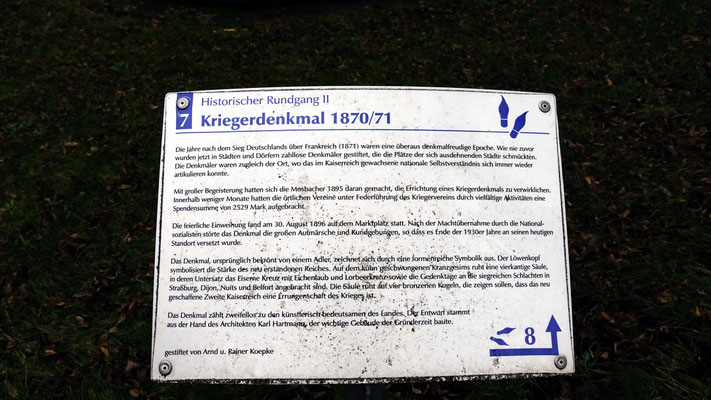 Historischer Rundgang II
7 Kriegerdenkmal 1870/71
Die Jahre nach dem Sieg Deutschlands über Frankreich (1871) waren eine überaus denkmalfreudige Epoche. Wie nie zuvor
wurden jetzt in Städten und Dörfern zahllose Denkmäler gestiftet, die die Plätze der sich ausdehnenden Städte schmückten.
Die Denkmäler waren zugleich der Ort, wo das im Kaiserreich gewachsene nationale Selbstverständnis sich immer wieder
artikulieren konnte.
Mit großer Begeisterung hatten sich die Mosbacher 1895 daran gemacht, die Errichtung eines Kriegerdenkmals zu verwirklichen.
Innerhalb weniger Monate hatten die örtlichen Vereine unter Federführung des Kriegervereins durch vielfältige Aktivitäten eine
Spendensumme von 2529 Mark aufgebracht.
Die feierliche Einweihung fand am 30. August 1896 auf dem Marktplatz statt. Nach der Machtübernahme durch die National-
sozialisten störte das Denkmal die großen Aufmärsche und Kundgebungen, so dass es Ende der 1930er Jahre an seinen heutigen
Standort versetzt wurde.
Das Denkmal, ursprünglich bekrönt von einem Adler, zeichnet sich durch eine formenreiche Symbolik aus. Der Löwenkopf
symbolisiert die Stärke des neu erstandenen Reiches. Auf dem kühn geschwungenen Kranzgesims ruht eine vierkantige Säule,
in deren Untersatz das Eiserne Kreuz mit Eichenlaub und Lorbeerkranz sowie die Gedenktage an die siegreichen Schlachten in
Straßburg, Dijon, Nuits und Belfort angebracht sind. Die Säule ruht auf vier bronzenen Kugeln, die zeigen sollen, dass das neu
geschaffene Zweite Kaiserreich eine Errungenschaft des Krieges ist.
Das Denkmal zählt zweifellos zu den künstlerisch bedeutsamen des Landes. Der Entwurf stammt
aus der Hand des Architekten Karl Hartmann, der wichtige Gebäude der Gründerzeit baute.
gestiftet von Arnd u. Rainer Koepke
8